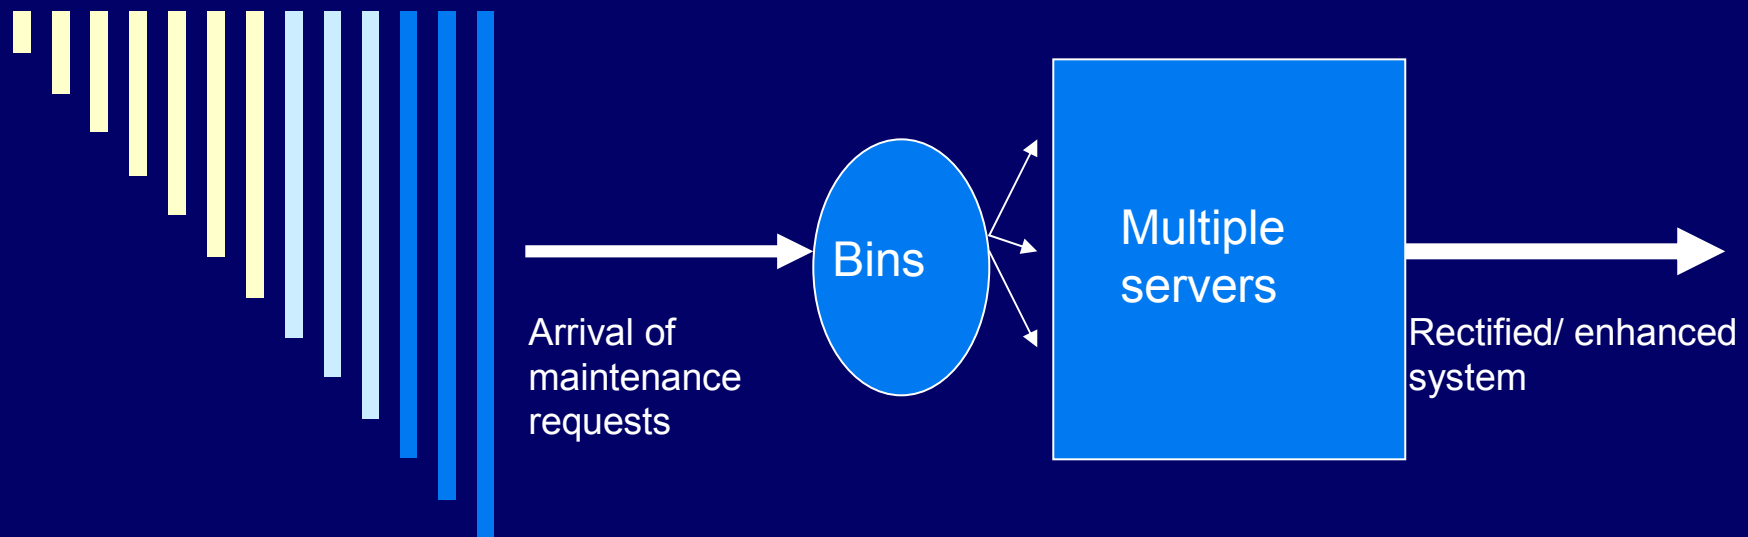 Arrival of
maintenance
requests
Bins
Multiple
servers
Rectified/ enhanced
system